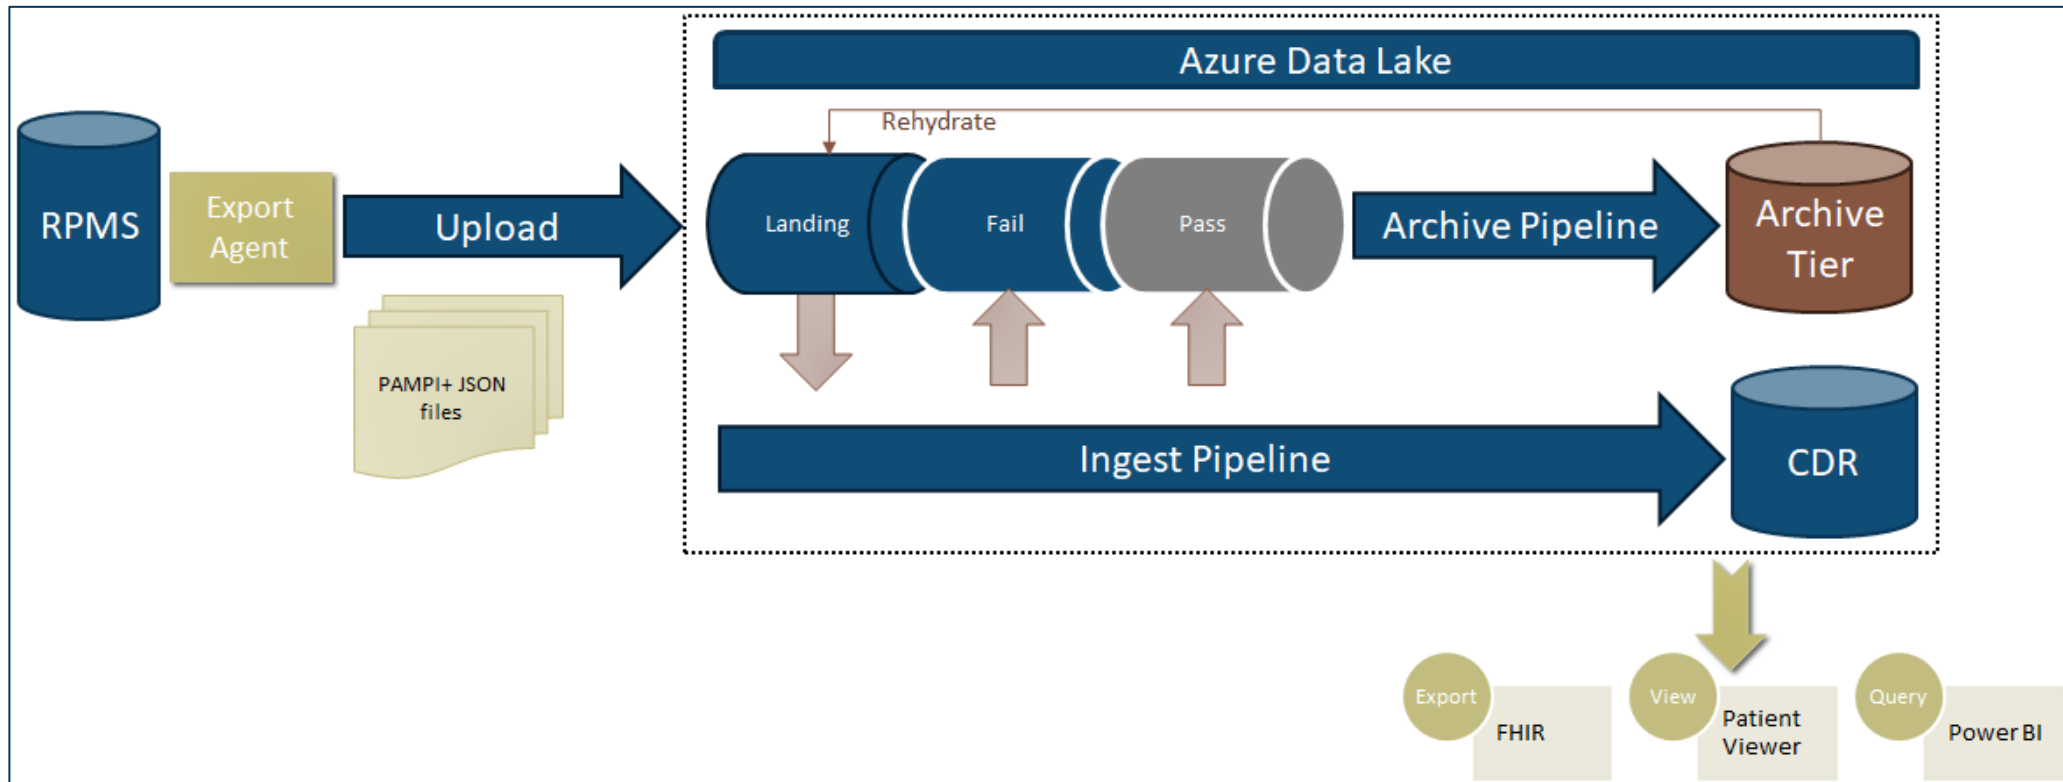 Azure Data Lake
Rehydrate
RPMS
Export
Agent
Upload
Landing
Fail
Pass
Archive Pipeline
Archive
Tier
PAMPI+ JSON
files
Ingest Pipeline
CDR
Export
FHIR
View
Patient
Viewer
Query
Power BI